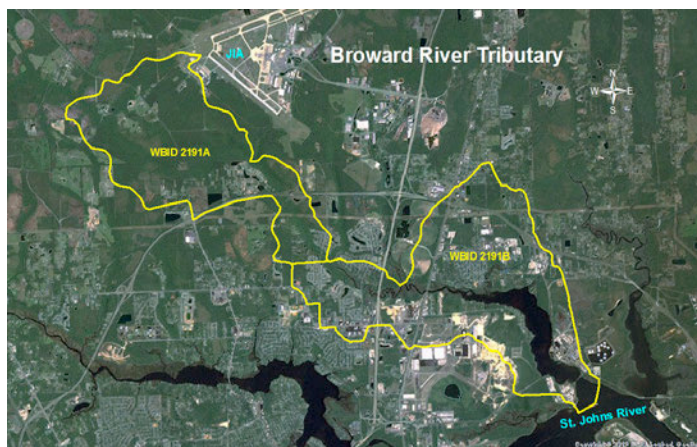 JIA
Broward River Tributary
N
W E
S
WBID 2191A
WBID 2191B
St. Johns River